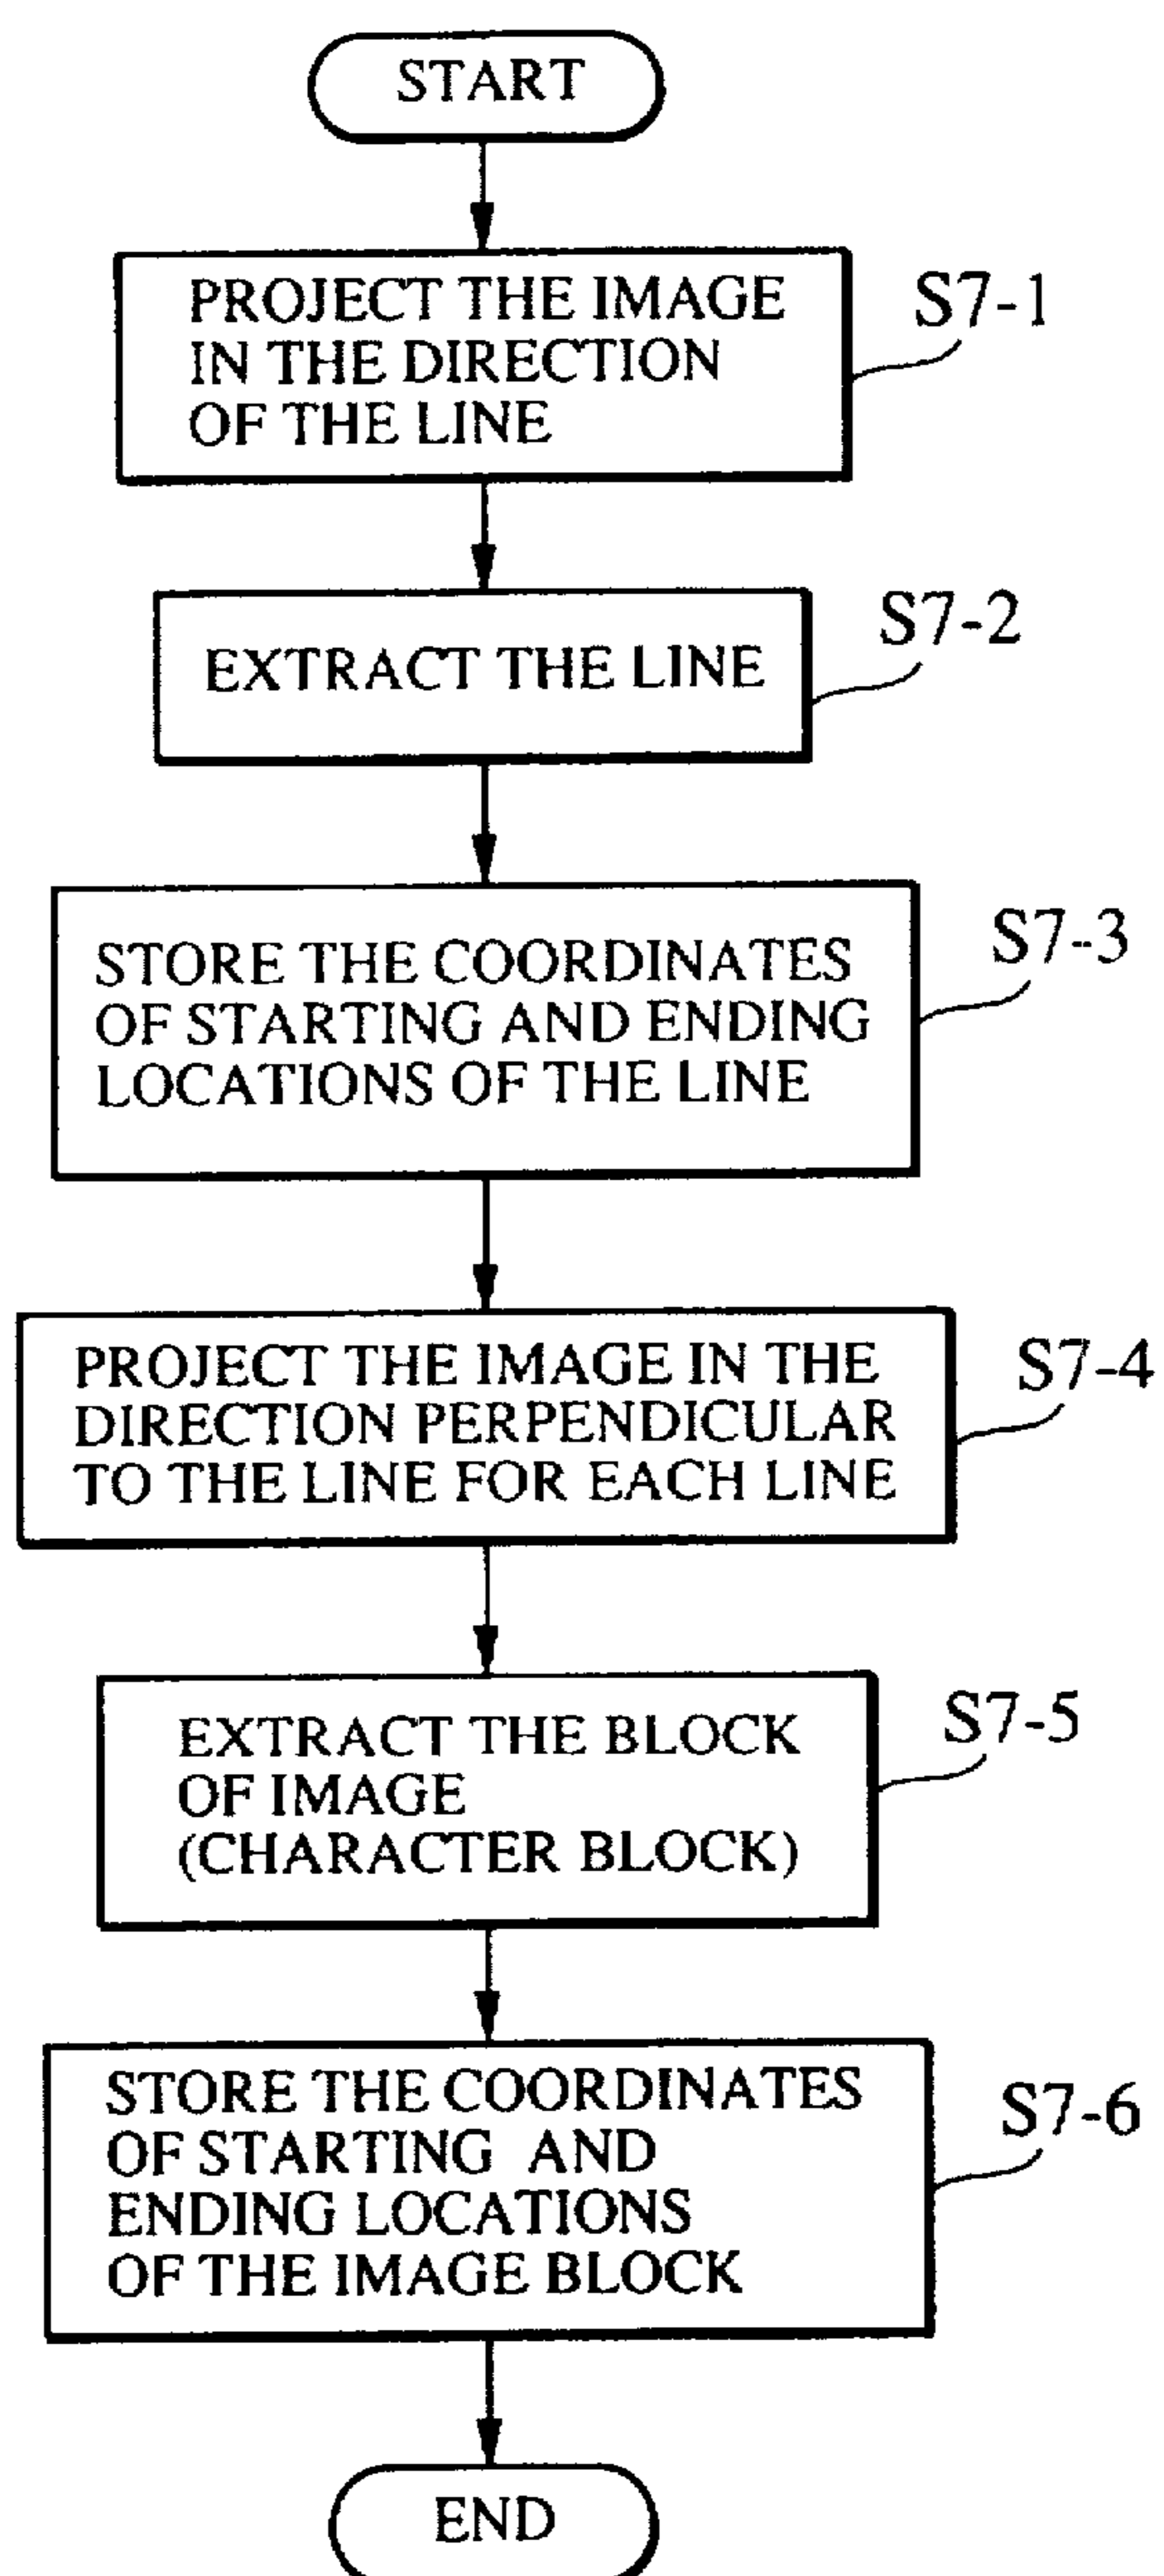 START
PROJECT THE IMAGE
IN THE DIRECTION
OF THE LINE
S7-1
EXTRACT THE LINE
S7-2
STORE THE COORDINATES
OF STARTING AND ENDING
LOCATIONS OF THE LINE
S7-3
PROJECT THE IMAGE IN THE
DIRECTION PERPENDICULAR
TO THE LINE FOR EACH LINE
S7-4
EXTRACT THE BLOCK
OF IMAGE
(CHARACTER BLOCK)
S7-5
STORE THE COORDINATES
OF STARTING AND
ENDING LOCATIONS
OF THE IMAGE BLOCK
S7-6
END